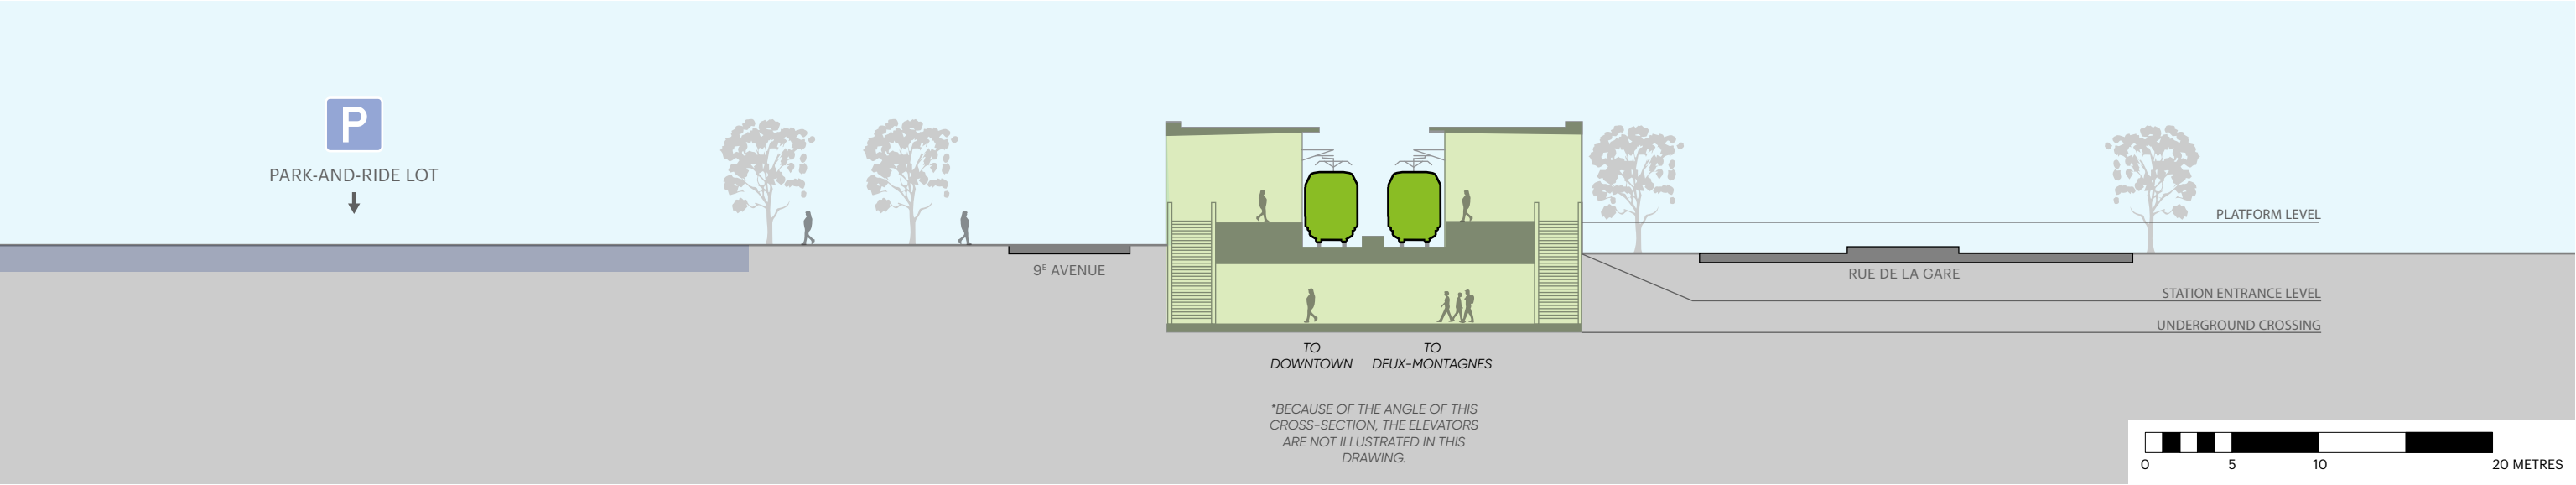 P
PARK-AND-RIDE LOT
9E AVENUE
PLATFORM LEVEL
RUE DE LA GARE
STATION ENTRANCE LEVEL
UNDERGROUND CROSSING
TO
DOWNTOWN
TO
DEUX-MONTAGNES
*BECAUSE OF THE ANGLE OF THIS
CROSS-SECTION, THE ELEVATORS
ARE NOT ILLUSTRATED IN THIS
DRAWING.
0 5 10 20 METRES